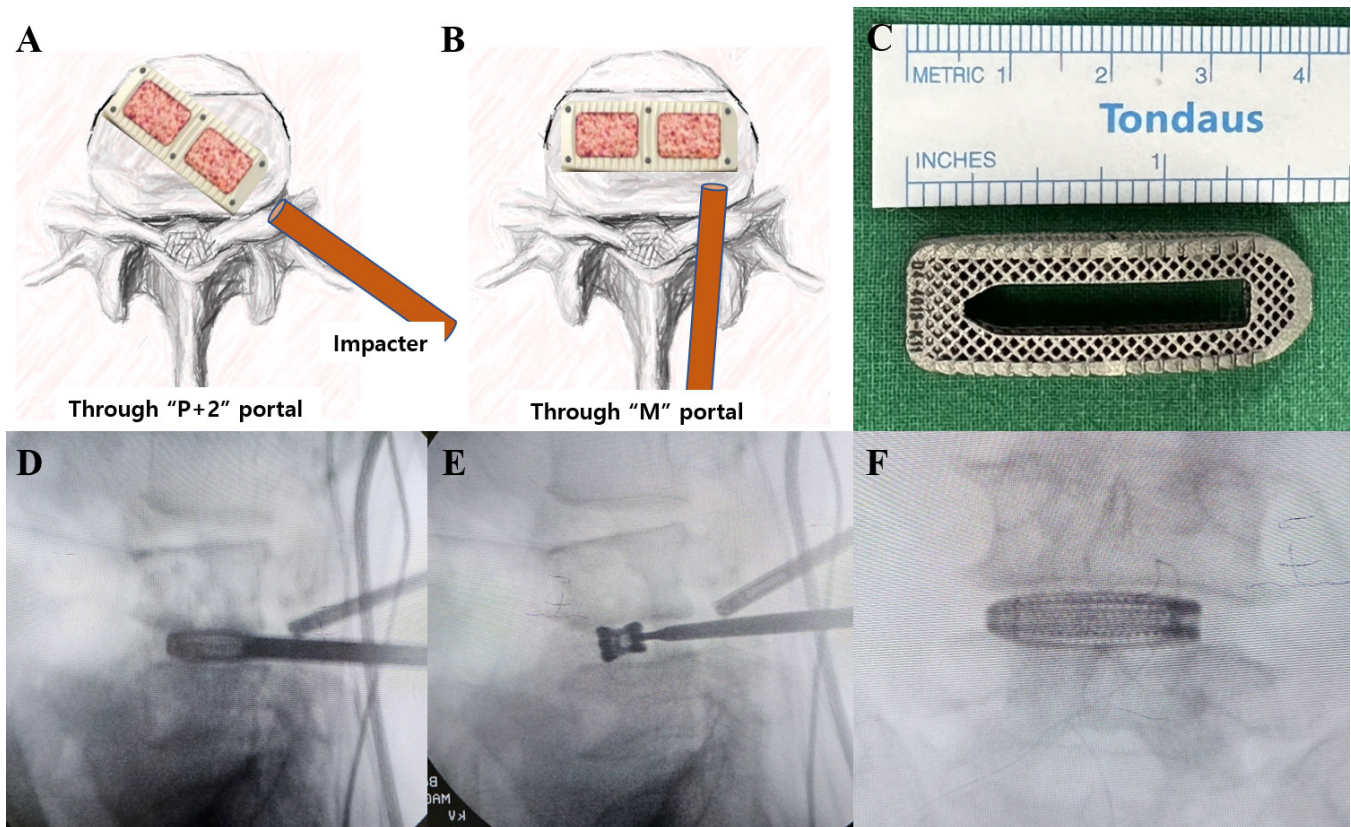 A
Impacter
Through “P+2” portal
B
Through “M” portal
C
METRIC 1 2 3 4
Tondaus
INCHES 1
D
E
F